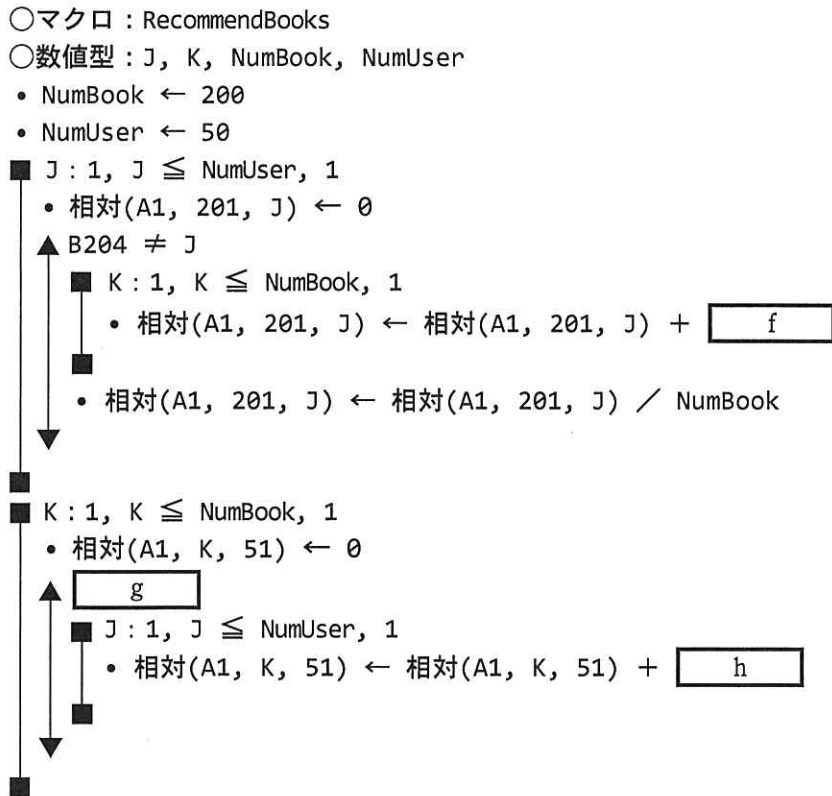 ○マクロ：RecommendBooks
○数値型：J, K, NumBook, NumUser
• NumBook ← 200
• NumUser ← 50
■ J：1, J ≦ NumUser, 1
• 相対(A1, 201, J) ← 0
▲ B204 ≠ J
■ K：1, K ≦ NumBook, 1
• 相対(A1, 201, J) ← 相対(A1, 201, J) ＋ f
• 相対(A1, 201, J) ← 相対(A1, 201, J) ／ NumBook
■ K：1, K ≦ NumBook, 1
• 相対(A1, K, 51) ← 0
▲ g
■ J：1, J ≦ NumUser, 1
• 相対(A1, K, 51) ← 相対(A1, K, 51) ＋ h